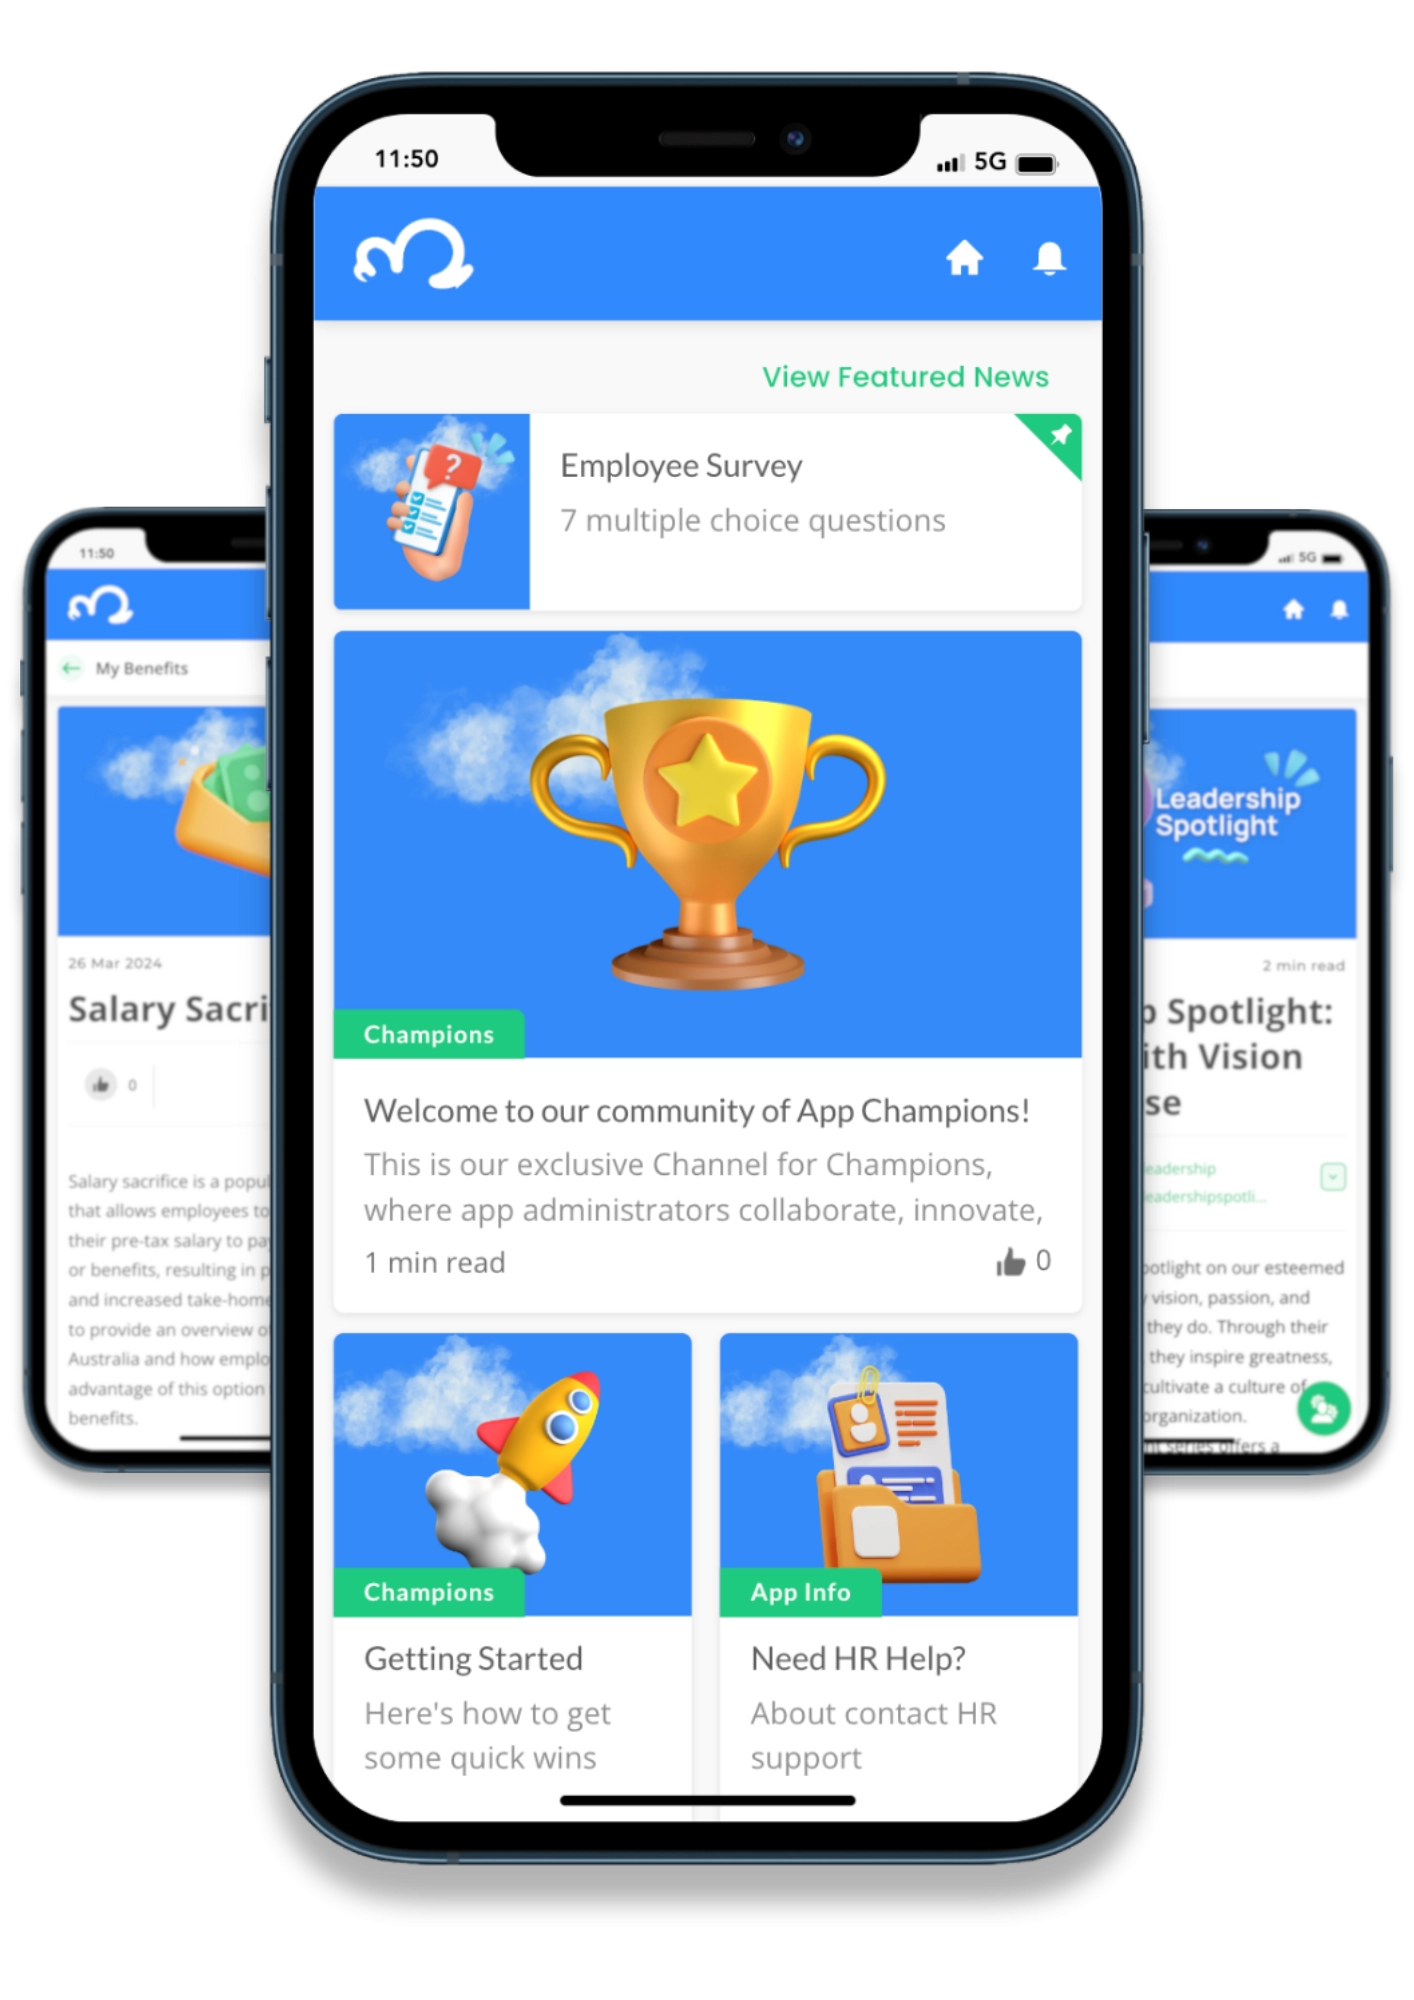 11:50
5G
View Featured News
Employee Survey
7 multiple choice questions
Champions
Welcome to our community of App Champions!
This is our exclusive Channel for Champions,
where app administrators collaborate, innovate,
1 min read
0
Champions
Getting Started
Here's how to get
some quick wins
App Info
Need HR Help?
About contact HR
support
11:50
My Benefits
26 Mar 2024
Salary Sacri
0
Salary sacrifice is a popul
that allows employees to
their pre-tax salary to pay
or benefits, resulting in p
and increased take-home
to provide an overview of
Australia and how emplo
advantage of this option
benefits.
5G
Leadership
Spotlight
2 min read
p Spotlight:
ith Vision
se
eadership
eadershipspotli...
potlight on our esteemed
vision, passion, and
they do. Through their
they inspire greatness,
cultivate a culture of
organization.
nt series offers a